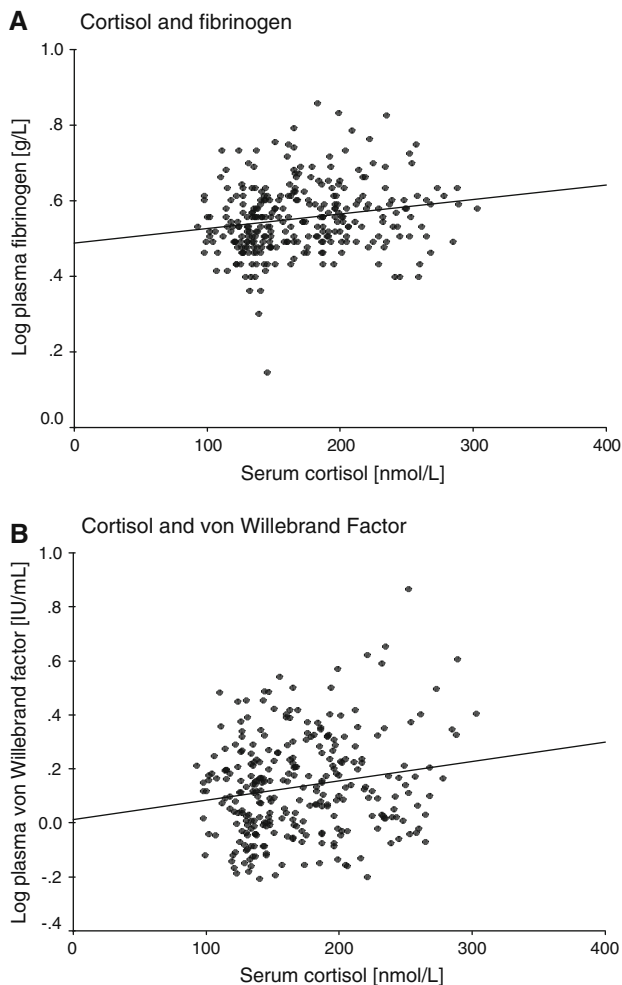 A Cortisol and fibrinogen
Log plasma fibrinogen [g/L]
1.0
.8
.6
.4
.2
0.0
0 100 200 300 400
Serum cortisol [nmol/L]
B Cortisol and von Willebrand Factor
Log plasma von Willebrand factor [IU/mL]
1.0
.8
.6
.4
.2
0.0
-.2
-.4
0 100 200 300 400
Serum cortisol [nmol/L]